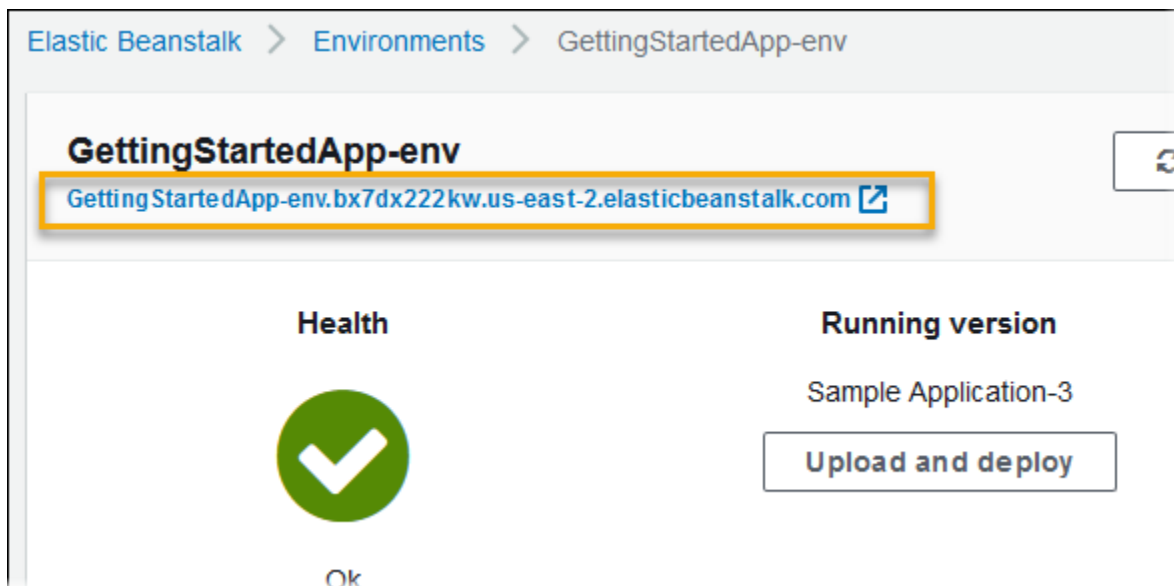 Elastic Beanstalk > Environments > GettingStartedApp-env
GettingStartedApp-env
GettingStartedApp-env.bx7dx222kw.us-east-2.elasticbeanstalk.com
Health
Running version
Sample Application-3
Upload and deploy
Ok